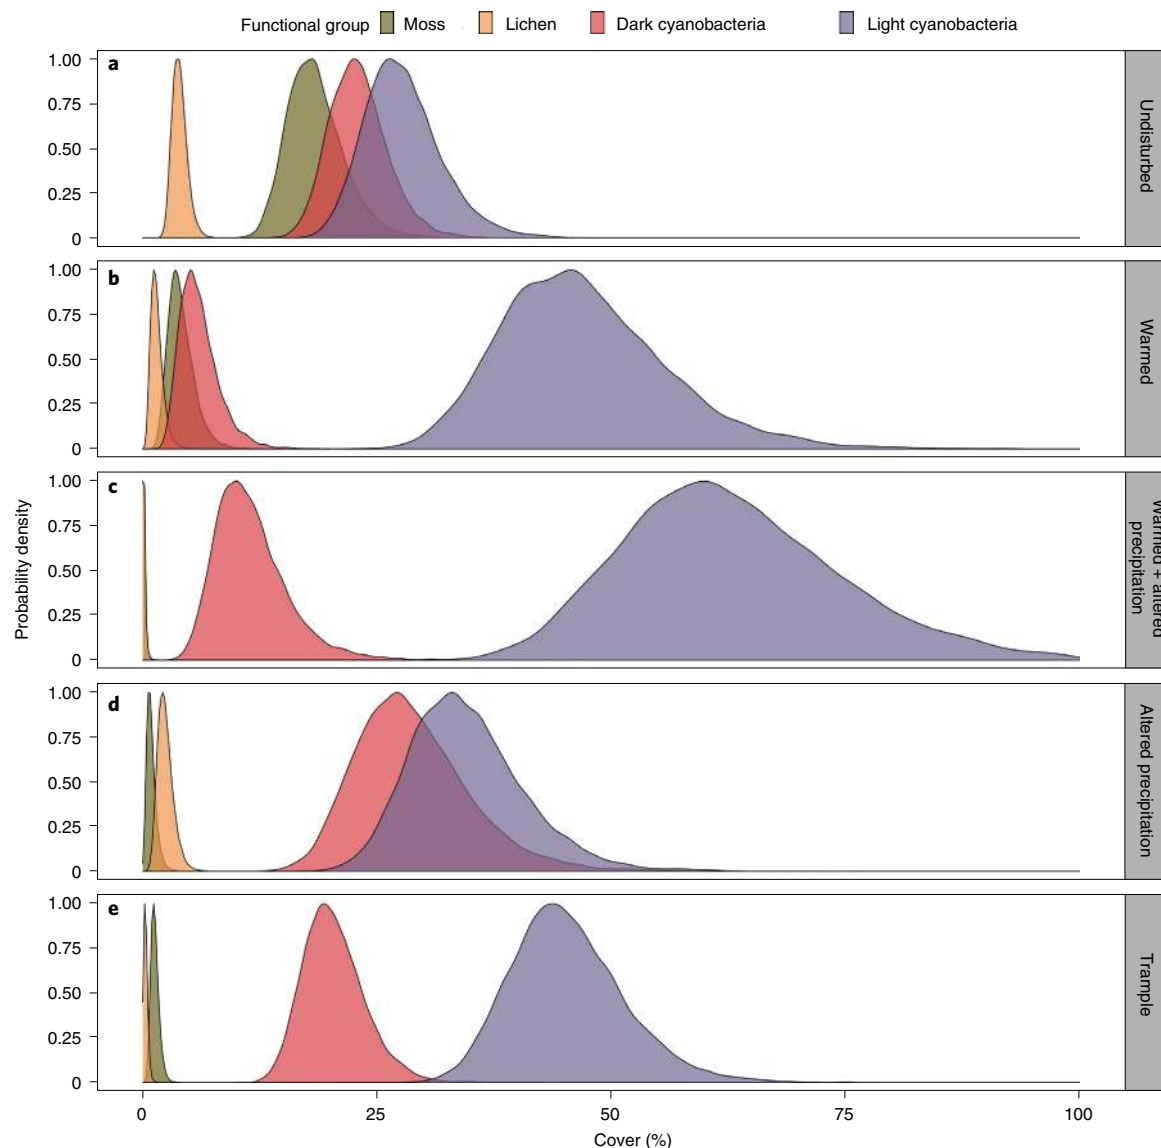 Functional group Moss Lichen Dark cyanobacteria Light cyanobacteria
a
1.00
0.75
0.50
0.25
0
Undisturbed
b
1.00
0.75
0.50
0.25
0
Warmed
c
1.00
0.75
0.50
0.25
0
Warmed + altered
precipitation
d
1.00
0.75
0.50
0.25
0
Altered precipitation
e
1.00
0.75
0.50
0.25
0
Trample
Probability density
0 25 50 75 100
Cover (%)